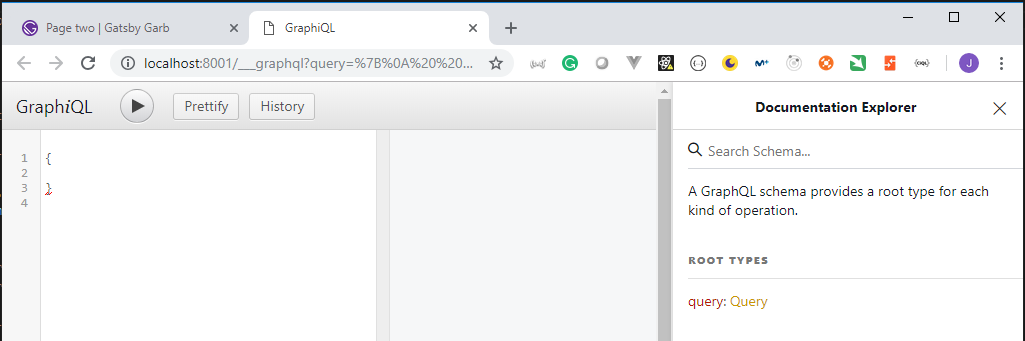 Page two | Gatsby Garb
GraphiQL
localhost:8001/___graphql?query=%7B%0A%20%20...
J
GraphiQL Prettify History
Documentation Explorer
1 {
2
3 }
4
Search Schema...
A GraphQL schema provides a root type for each
kind of operation.
ROOT TYPES
query: Query